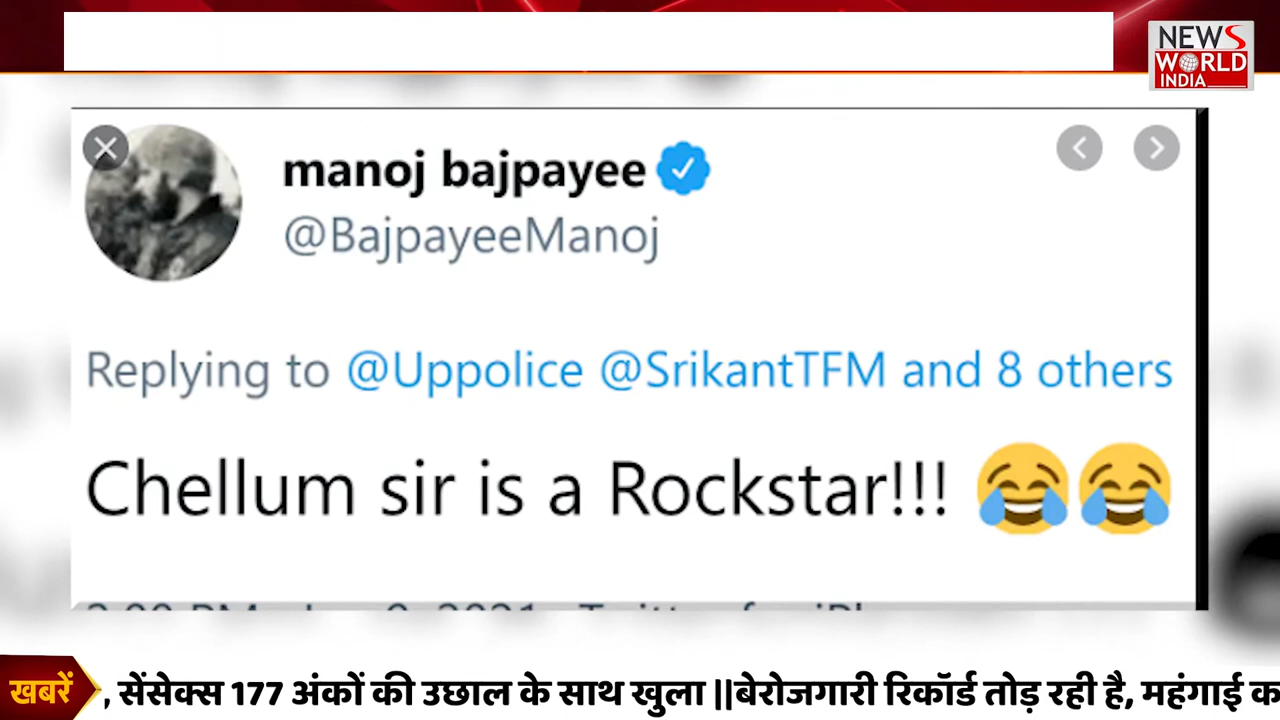 NEWS
WORLD
INDIA
manoj bajpayee
@BajpayeeManoj
Replying to @Uppolice @SrikantTFM and 8 others
Chellum sir is a Rockstar!!! 😂😂
खबरें , सेंसेक्स 177 अंकों की उछाल के साथ खुला ||बेरोजगारी रिकॉर्ड तोड़ रही है, महंगाई